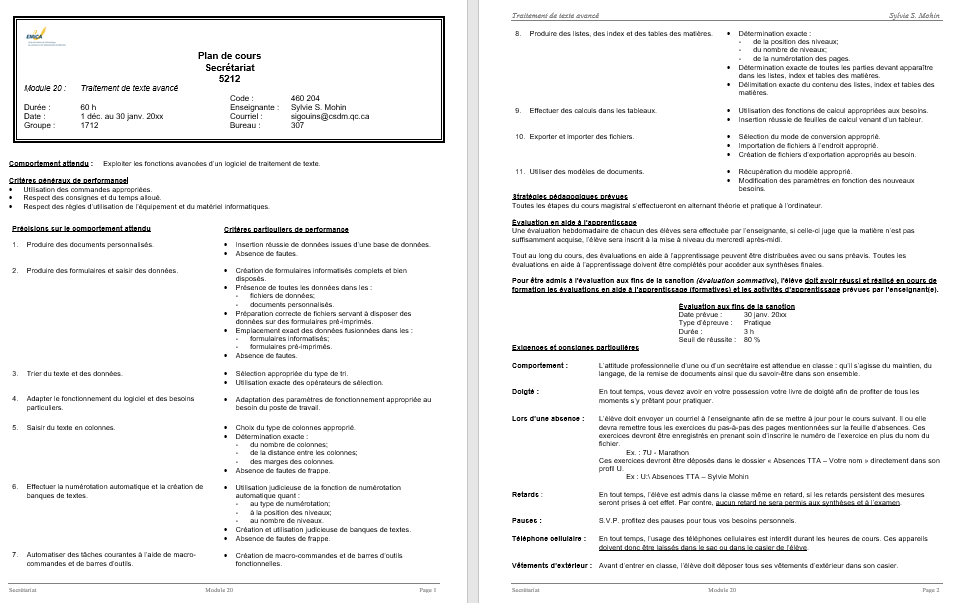 EMICA
Plan de cours
Secrétariat
5212
Module 20 : Traitement de texte avancé
Code : 460 204
Durée : 60 h Enseignante : Sylvie S. Mohin
Date : 1 déc. au 30 janv. 20xx Courriel : sigouins@csdm.qc.ca
Groupe : 1712 Bureau : 307
Comportement attendu : Exploiter les fonctions avancées d'un logiciel de traitement de texte.
Critères généraux de performance
• Utilisation des commandes appropriées.
• Respect des consignes et du temps alloué.
• Respect des règles d'utilisation de l'équipement et du matériel informatiques.
Précisions sur le comportement attendu Critères particuliers de performance
1. Produire des documents personnalisés. • Insertion réussie de données issues d'une base de données.
• Absence de fautes.
2. Produire des formulaires et saisir des données. • Création de formulaires informatisés complets et bien
disposés.
• Présence de toutes les données dans les :
- fichiers de données;
- documents personnalisés.
• Préparation correcte de fichiers servant à disposer des
données sur des formulaires pré-imprimés.
• Emplacement exact des données fusionnées dans les :
- formulaires informatisés;
- formulaires pré-imprimés.
• Absence de fautes.
3. Trier du texte et des données. • Sélection appropriée du type de tri.
• Utilisation exacte des opérateurs de sélection.
4. Adapter le fonctionnement du logiciel et des besoins • Adaptation des paramètres de fonctionnement appropriée au
particuliers. besoin du poste de travail.
5. Saisir du texte en colonnes. • Choix du type de colonnes approprié.
• Détermination exacte :
- du nombre de colonnes;
- de la distance entre les colonnes;
- des marges des colonnes.
• Absence de fautes de frappe.
6. Effectuer la numérotation automatique et la création de • Utilisation judicieuse de la fonction de numérotation
banques de textes. automatique quant :
- au type de numérotation;
- à la position des niveaux;
- au nombre de niveaux.
• Création et utilisation judicieuse de banques de textes.
• Absence de fautes de frappe.
7. Automatiser des tâches courantes à l'aide de macro- • Création de macro-commandes et de barres d'outils
commandes et de barres d'outils. fonctionnelles.
Secrétariat Module 20 Page 1
Traitement de texte avancé Sylvie S. Mohin
8. Produire des listes, des index et des tables des matières. • Détermination exacte :
- de la position des niveaux;
- du nombre de niveaux;
- de la numérotation des pages.
• Détermination exacte de toutes les parties devant apparaître
dans les listes, index et tables des matières.
• Délimitation exacte du contenu des listes, index et tables des
matières.
9. Effectuer des calculs dans les tableaux. • Utilisation des fonctions de calcul appropriées aux besoins.
• Insertion réussie de feuilles de calcul venant d'un tableur.
10. Exporter et importer des fichiers. • Sélection du mode de conversion approprié.
• Importation de fichiers à l'endroit approprié.
• Création de fichiers d'exportation appropriés au besoin.
11. Utiliser des modèles de documents. • Récupération du modèle approprié.
• Modification des paramètres en fonction des nouveaux
besoins.
Stratégies pédagogiques prévues
Toutes les étapes du cours magistral s'effectueront en alternant théorie et pratique à l'ordinateur.
Évaluation en aide à l'apprentissage
Une évaluation hebdomadaire de chacun des élèves sera effectuée par l'enseignante, si celle-ci juge que la matière n'est pas
suffisamment acquise, l'élève sera inscrit à la mise à niveau du mercredi après-midi.
Tout au long du cours, des évaluations en aide à l'apprentissage peuvent être distribuées avec ou sans préavis. Toutes les
évaluations en aide à l'apprentissage doivent être complétés pour accéder aux synthèses finales.
Pour être admis à l'évaluation aux fins de la sanction (évaluation sommative), l'élève doit avoir réussi et réalisé en cours de
formation les évaluations en aide à l'apprentissage (formatives) et les activités d'apprentissage prévues par l'enseignant(e).
Évaluation aux fins de la sanction
Date prévue : 30 janv. 20xx
Type d'épreuve : Pratique
Durée : 3 h
Seuil de réussite : 80 %
Exigences et consignes particulières
Comportement : L'attitude professionnelle d'une ou d'un secrétaire est attendue en classe : qu'il s'agisse du maintien, du
langage, de la remise de documents ainsi que du savoir-être dans son ensemble.
Doigté : En tout temps, vous devez avoir en votre possession votre livre de doigté afin de profiter de tous les
moments s'y prêtant pour pratiquer.
Lors d'une absence : L'élève doit envoyer un courriel à l'enseignante afin de se mettre à jour pour le cours suivant. Il ou elle
devra remettre tous les exercices du pas-à-pas des pages mentionnées sur la feuille d'absences. Ces
exercices devront être enregistrés en prenant soin d'inscrire le numéro de l'exercice en plus du nom du
fichier.
Ex. : 7U - Marathon
Ces exercices devront être déposés dans le dossier « Absences TTA – Votre nom » directement dans son
profil U.
Ex : U:\ Absences TTA – Sylvie Mohin
Retards : En tout temps, l'élève est admis dans la classe même en retard, si les retards persistent des mesures
seront prises à cet effet. Par contre, aucun retard ne sera permis aux synthèses et à l'examen.
Pauses : S.V.P. profitez des pauses pour tous vos besoins personnels.
Téléphone cellulaire : En tout temps, l'usage des téléphones cellulaires est interdit durant les heures de cours. Ces appareils
doivent donc être laissés dans le sac ou dans le casier de l'élève.
Vêtements d'extérieur : Avant d'entrer en classe, l'élève doit déposer tous ses vêtements d'extérieur dans son casier.
Secrétariat Module 20 Page 2